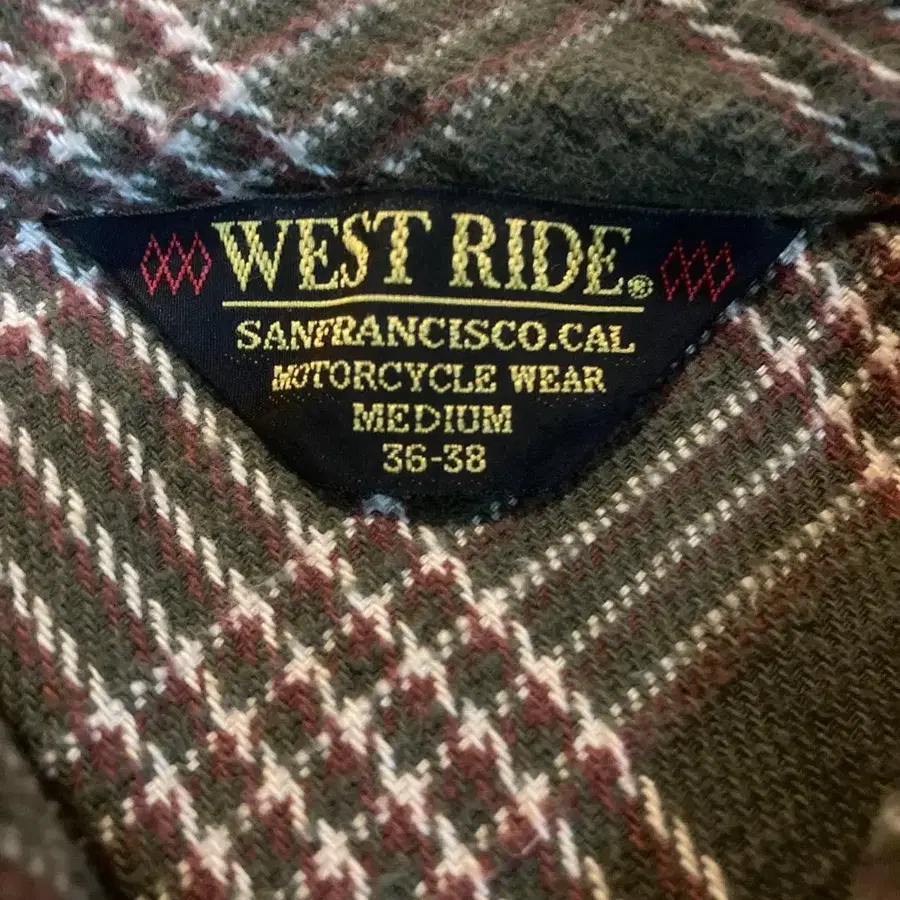 WEST RIDE®
SANFRANCISCO.CAL
MOTORCYCLE WEAR
MEDIUM
36-38